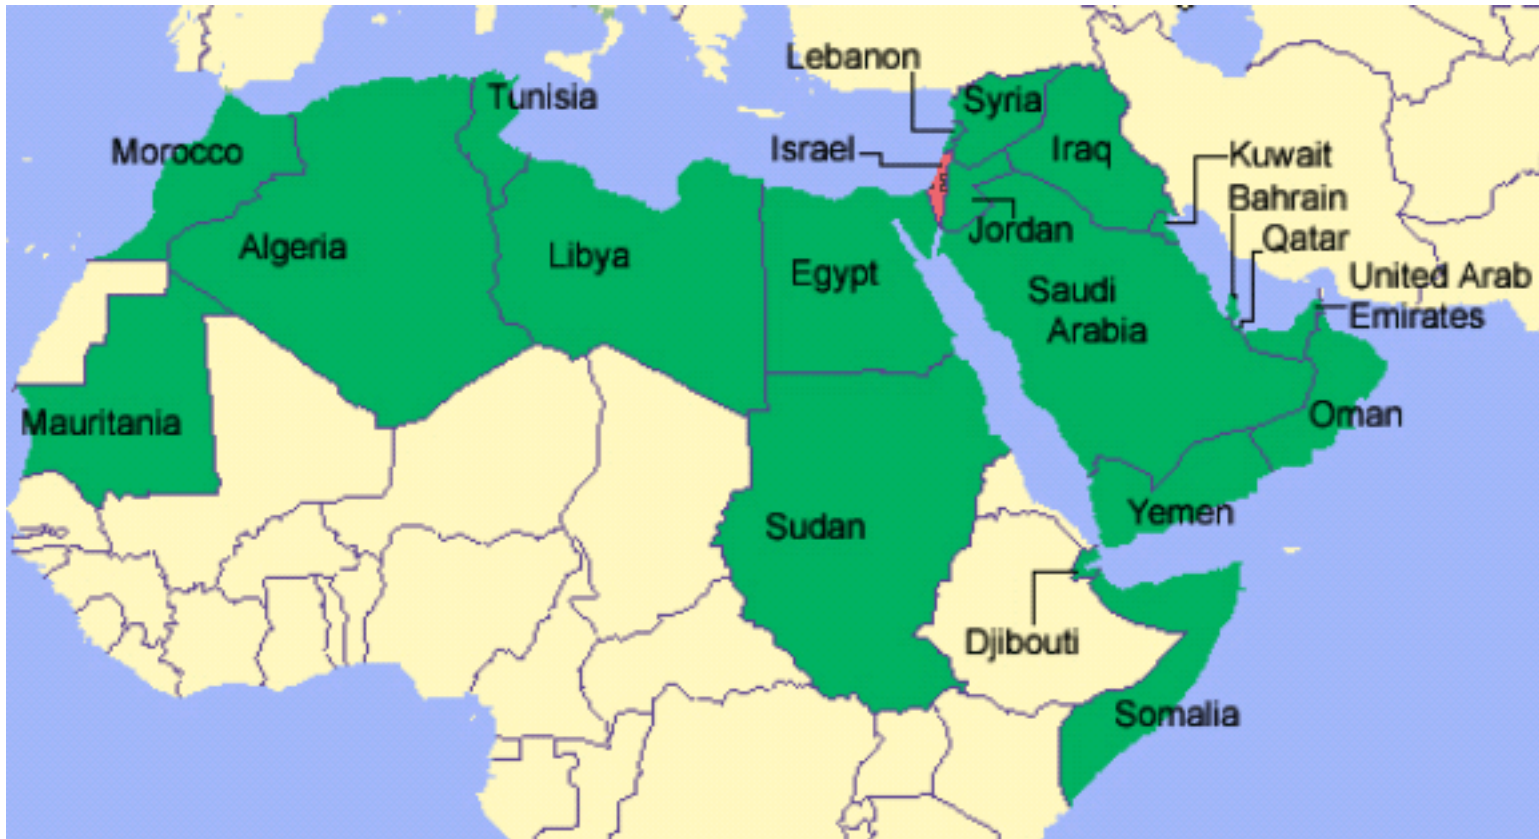 Lebanon
Tunisia
Syria
Morocco
Israel
Iraq
Kuwait
Bahrain
Jordan
Qatar
Algeria
Libya
Egypt
United Arab
Emirates
Saudi
Arabia
Mauritania
Oman
Yemen
Sudan
Djibouti
Somalia